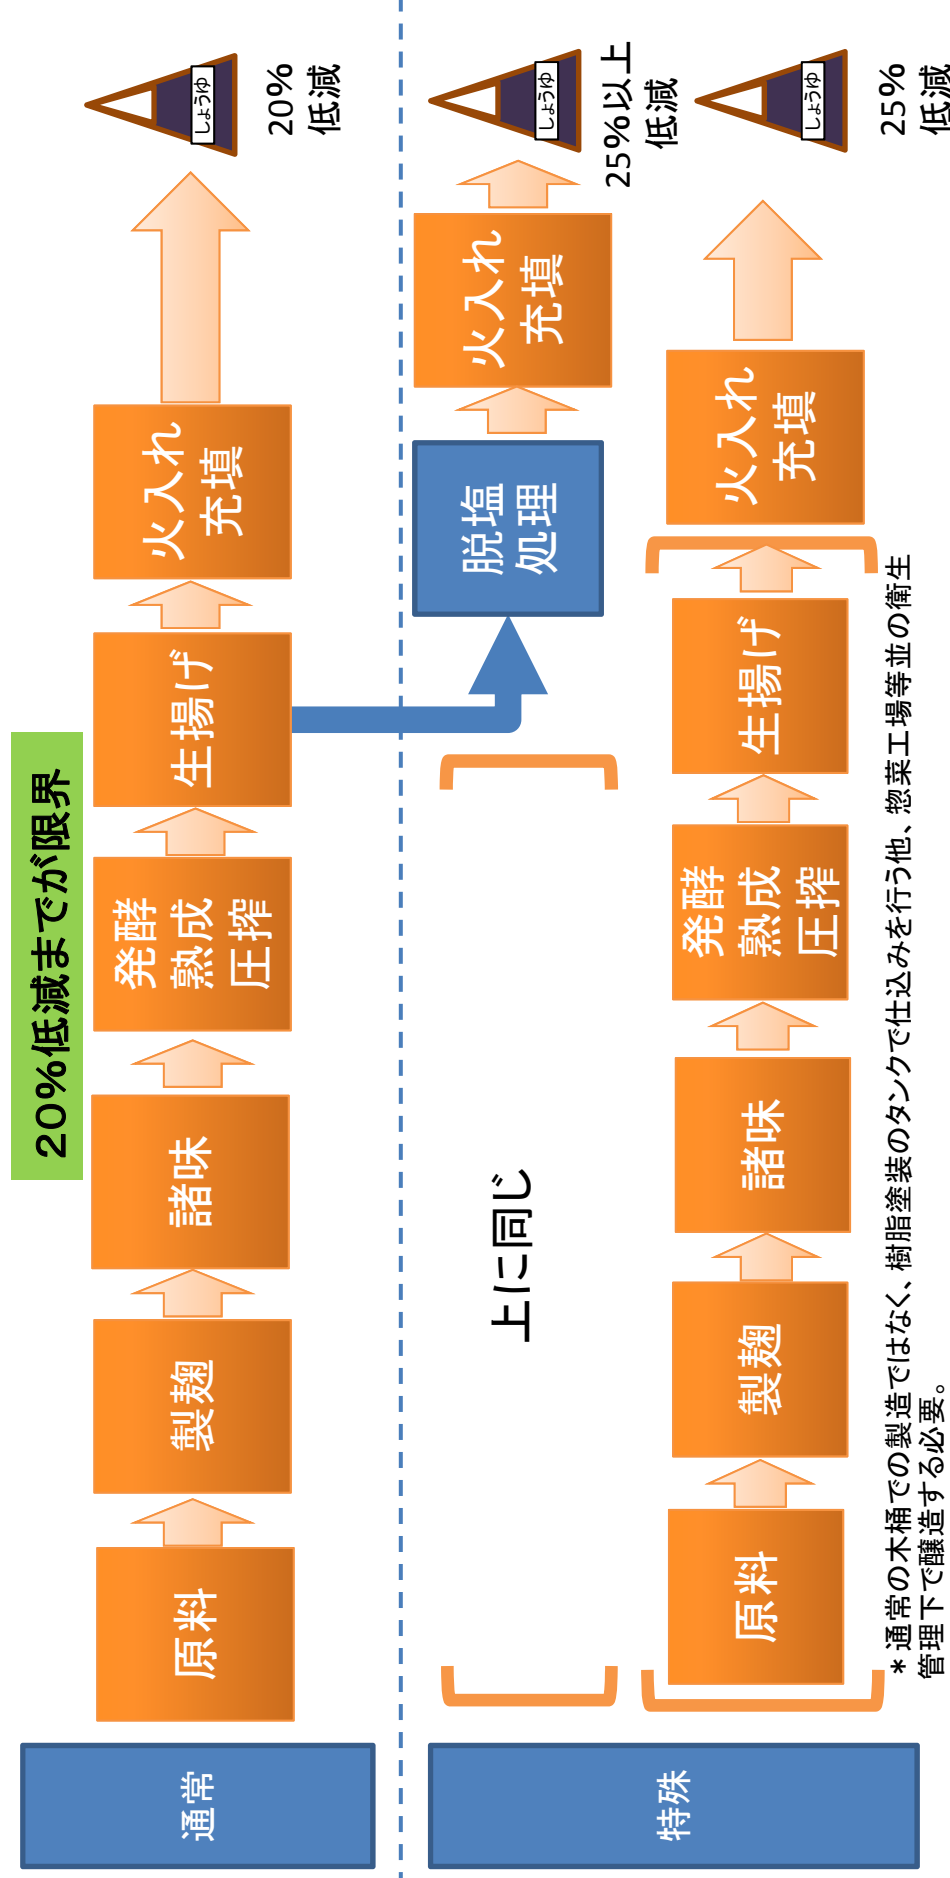 20%低減までが限界
通常
原料
製麹
諸味
発酵
熟成
圧搾
生揚げ
火入れ
充填
しょうゆ
20%
低減
特殊
上に同じ
脱塩
処理
火入れ
充填
しょうゆ
25%以上
低減
原料
製麹
諸味
発酵
熟成
圧搾
生揚げ
火入れ
充填
しょうゆ
25%
低減
*通常の木桶での製造ではなく、樹脂塗装のタンクで仕込みを行う他、惣菜工場等並の衛生
管理下で醸造する必要。